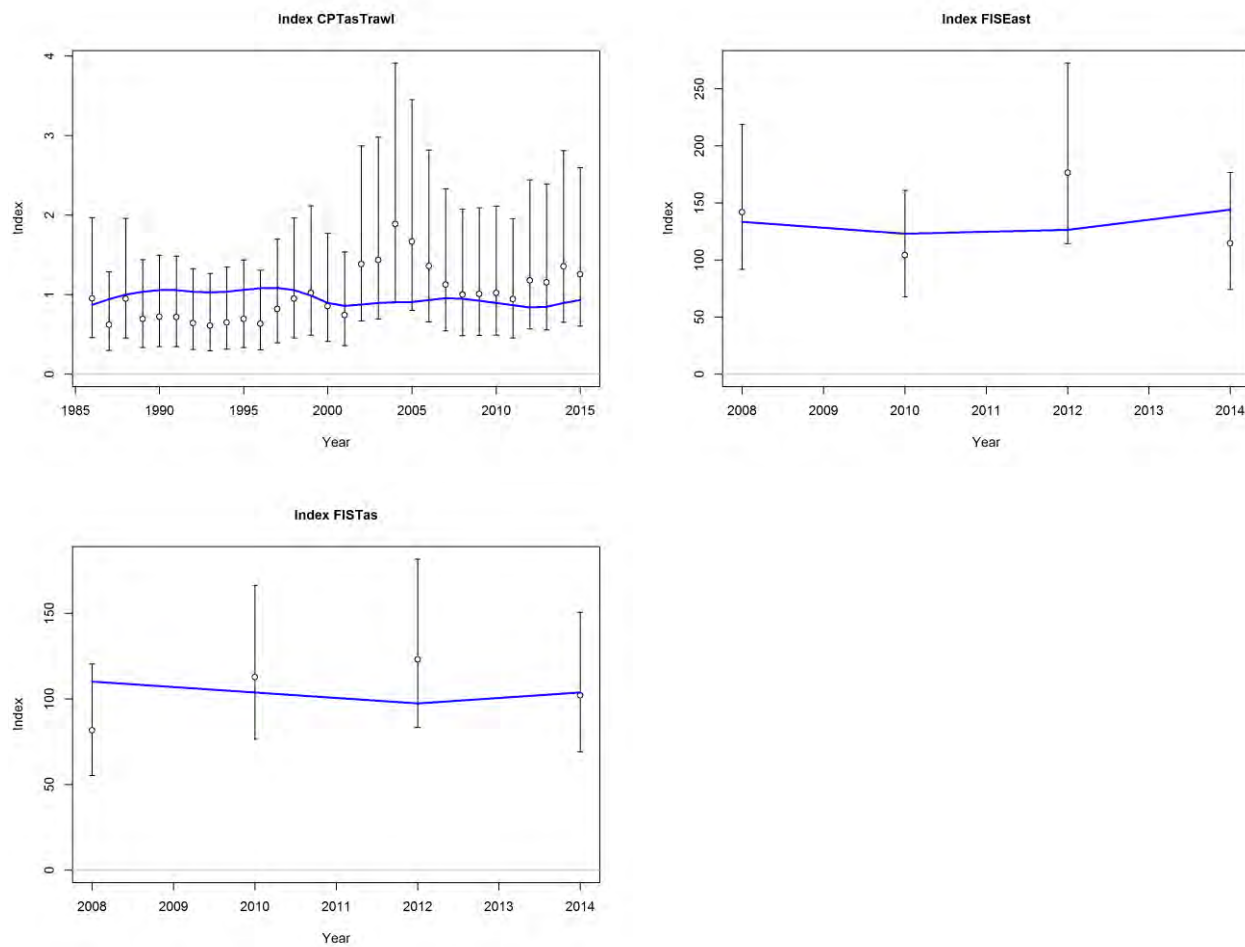 Index CPTasTrawl
Index
4
3
2
1
0
1985 1990 1995 2000 2005 2010 2015
Year
Index FISEast
Index
250
200
150
100
50
0
2008 2009 2010 2011 2012 2013 2014
Year
Index FISTas
Index
150
100
50
0
2008 2009 2010 2011 2012 2013 2014
Year